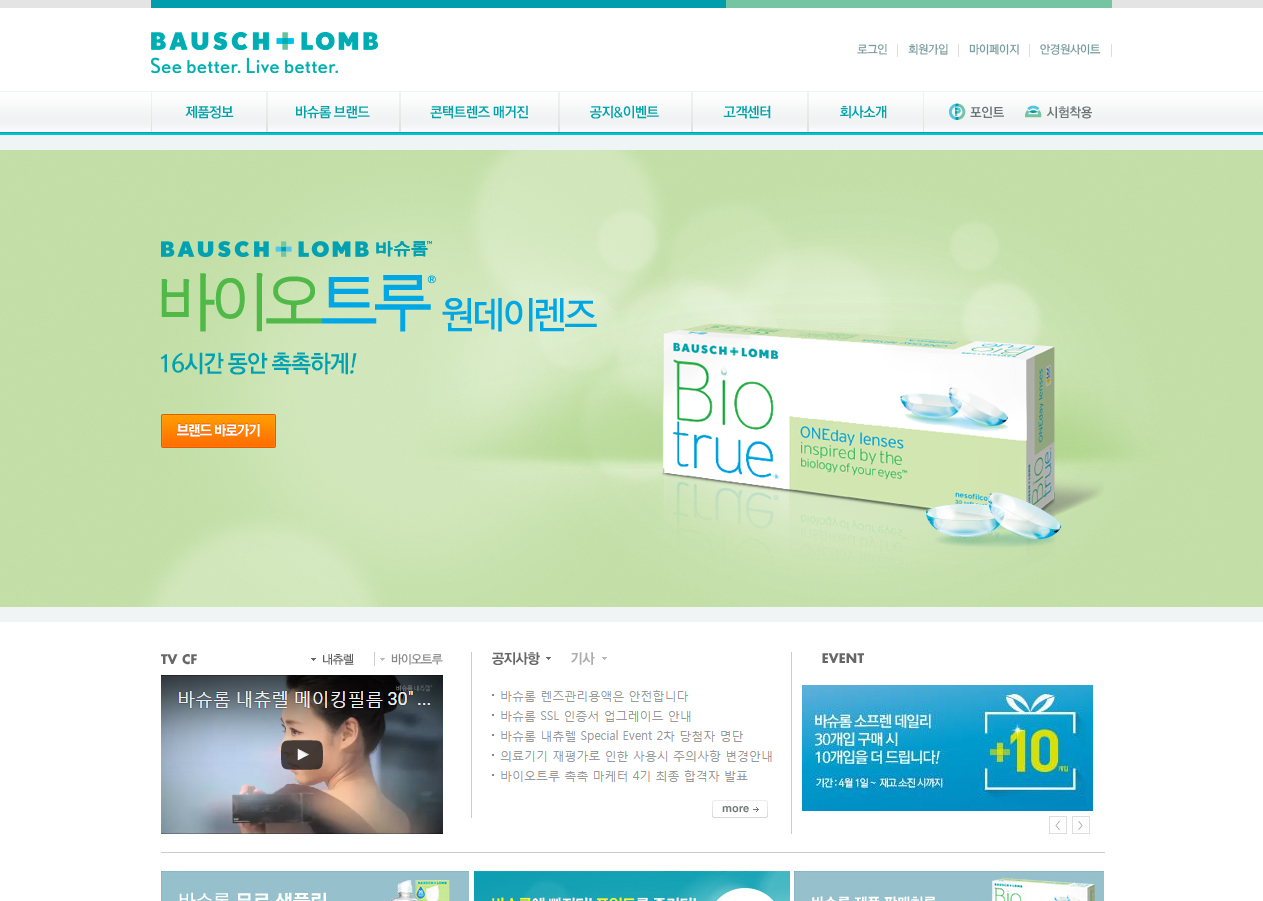 BAUSCH+LOMB
See better. Live better.
로그인
회원가입
마이페이지
안경원사이트
제품정보
바슈롬 브랜드
콘택트렌즈 매거진
공지&이벤트
고객센터
회사소개
포인트
시험착용
BAUSCH+LOMB 바슈롬™
바이오트루® 원데이렌즈
16시간 동안 촉촉하게!
브랜드 바로가기
BAUSCH+LOMB
Bio
true
ONEday lenses
inspired by the
biology of your eyes™
TV CF
내츄렐
바이오트루
바슈롬 내츄렐 메이킹필름 30" ...
공지사항
기사
· 바슈롬 렌즈관리용액은 안전합니다
· 바슈롬 SSL 인증서 업그레이드 안내
· 바슈롬 내츄렐 Special Event 2차 당첨자 명단
· 의료기기 재평가로 인한 사용시 주의사항 변경안내
· 바이오트루 촉촉 마케터 4기 최종 합격자 발표
more
EVENT
바슈롬 소프렌 데일리
30개입 구매 시
10개입을 더 드립니다!
기간 : 4월 1일 ~ 재고 소진 시까지
+10개입
바슈롬 무료 샘플링